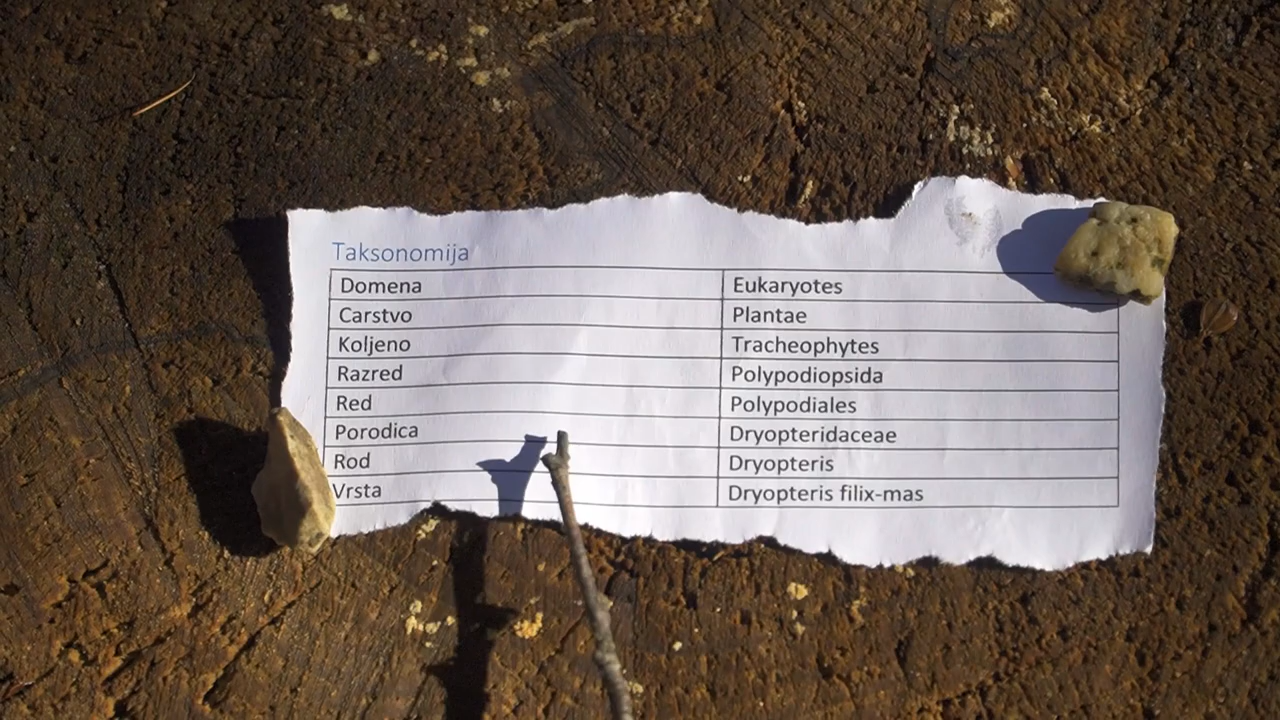 Taksonomija
Domena Eukaryotes
Carstvo Plantae
Koljeno Tracheophytes
Razred Polypodiopsida
Red Polypodiales
Porodica Dryopteridaceae
Rod Dryopteris
Vrsta Dryopteris filix-mas